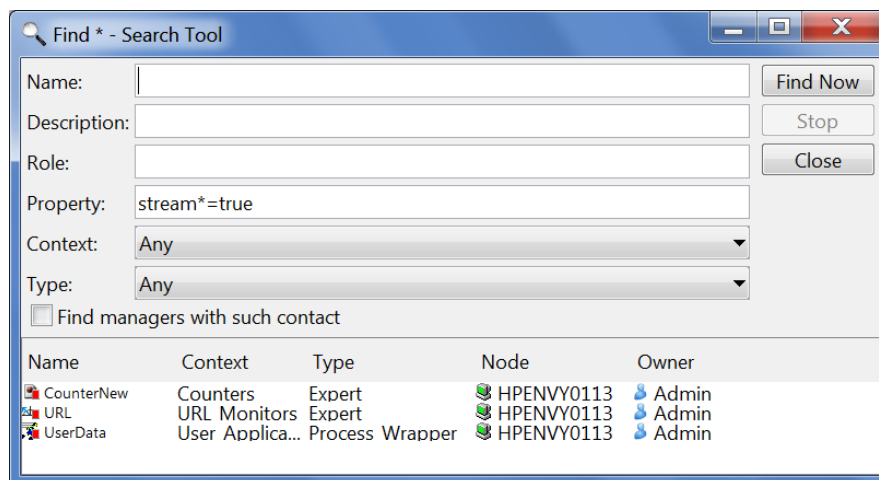 Find * - Search Tool
Name:
Find Now
Description:
Stop
Role:
Close
Property: stream*=true
Context: Any
Type: Any
Find managers with such contact
Name Context Type Node Owner
CounterNew Counters Expert HPENVY0113 Admin
URL URL Monitors Expert HPENVY0113 Admin
UserData User Applica... Process Wrapper HPENVY0113 Admin